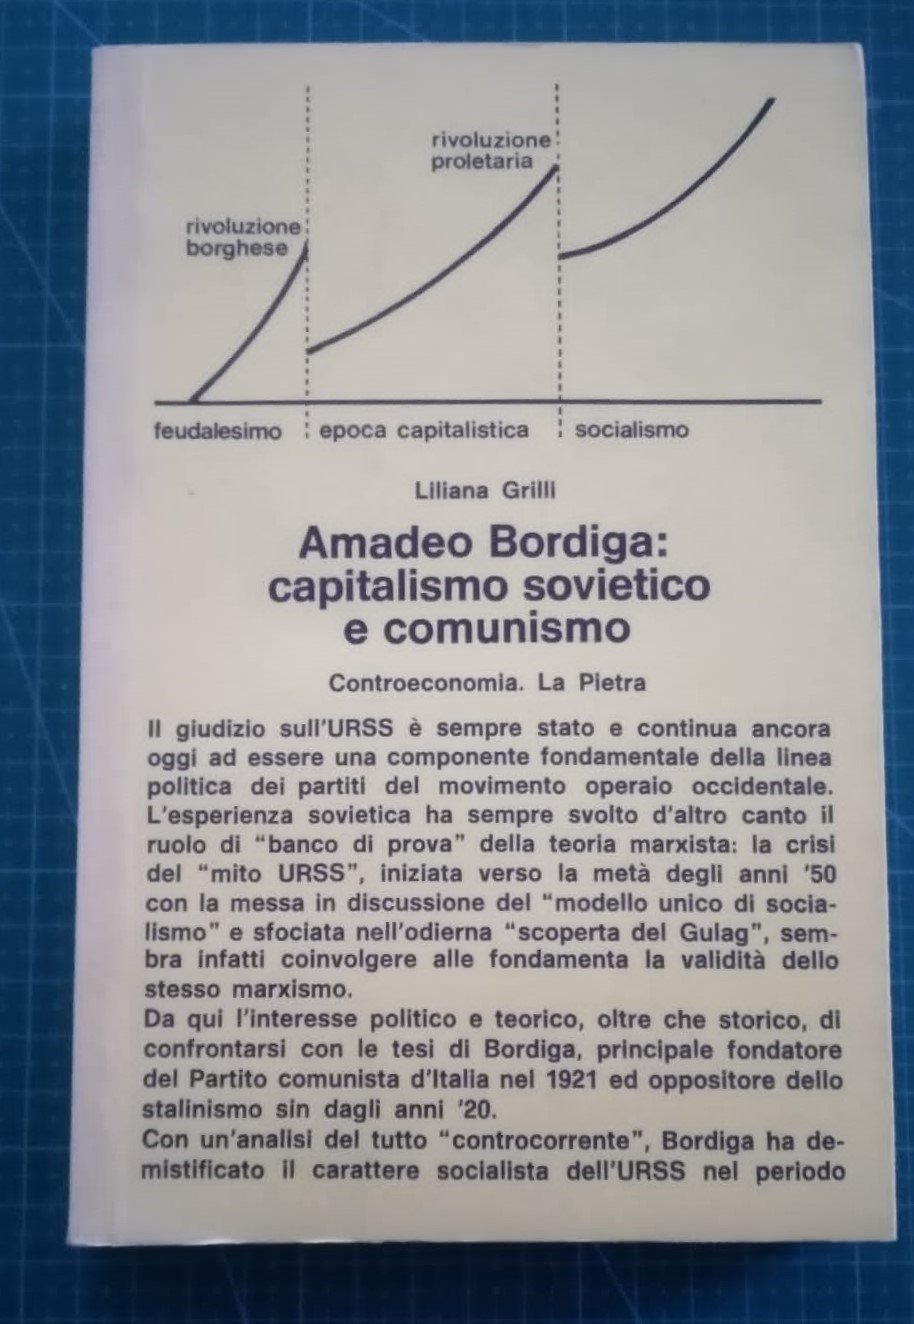 rivoluzione
proletaria
rivoluzione
borghese
feudalesimo epoca capitalistica socialismo
Liliana Grilli
Amadeo Bordiga:
capitalismo sovietico
e comunismo
Controeconomia. La Pietra
Il giudizio sull'URSS è sempre stato e continua ancora
oggi ad essere una componente fondamentale della linea
politica dei partiti del movimento operaio occidentale.
L'esperienza sovietica ha sempre svolto d'altro canto il
ruolo di "banco di prova" della teoria marxista: la crisi
del "mito URSS", iniziata verso la metà degli anni '50
con la messa in discussione del "modello unico di socia-
lismo" e sfociata nell'odierna "scoperta del Gulag", sem-
bra infatti coinvolgere alle fondamenta la validità dello
stesso marxismo.
Da qui l'interesse politico e teorico, oltre che storico, di
confrontarsi con le tesi di Bordiga, principale fondatore
del Partito comunista d'Italia nel 1921 ed oppositore dello
stalinismo sin dagli anni '20.
Con un'analisi del tutto "controcorrente", Bordiga ha de-
mistificato il carattere socialista dell'URSS nel periodo